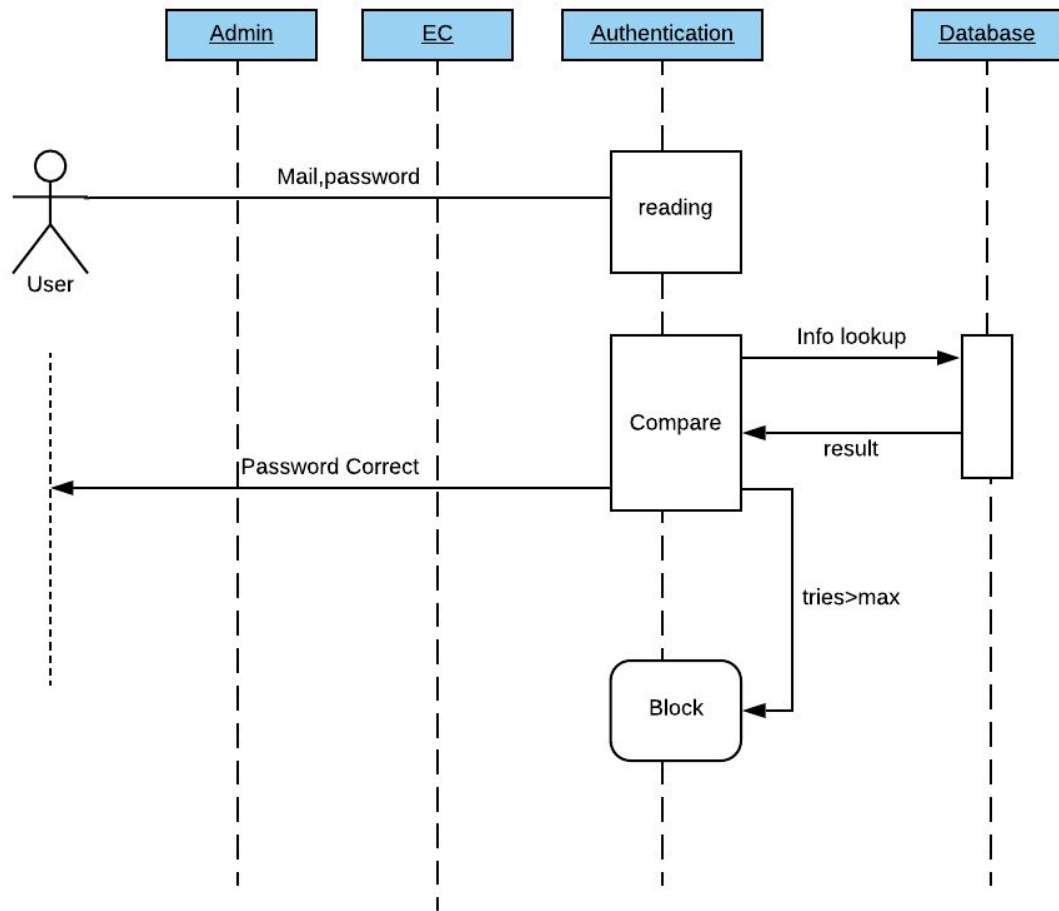 Admin
EC
Authentication
Database
Mail,password
reading
User
Info lookup
Compare
result
Password Correct
tries>max
Block